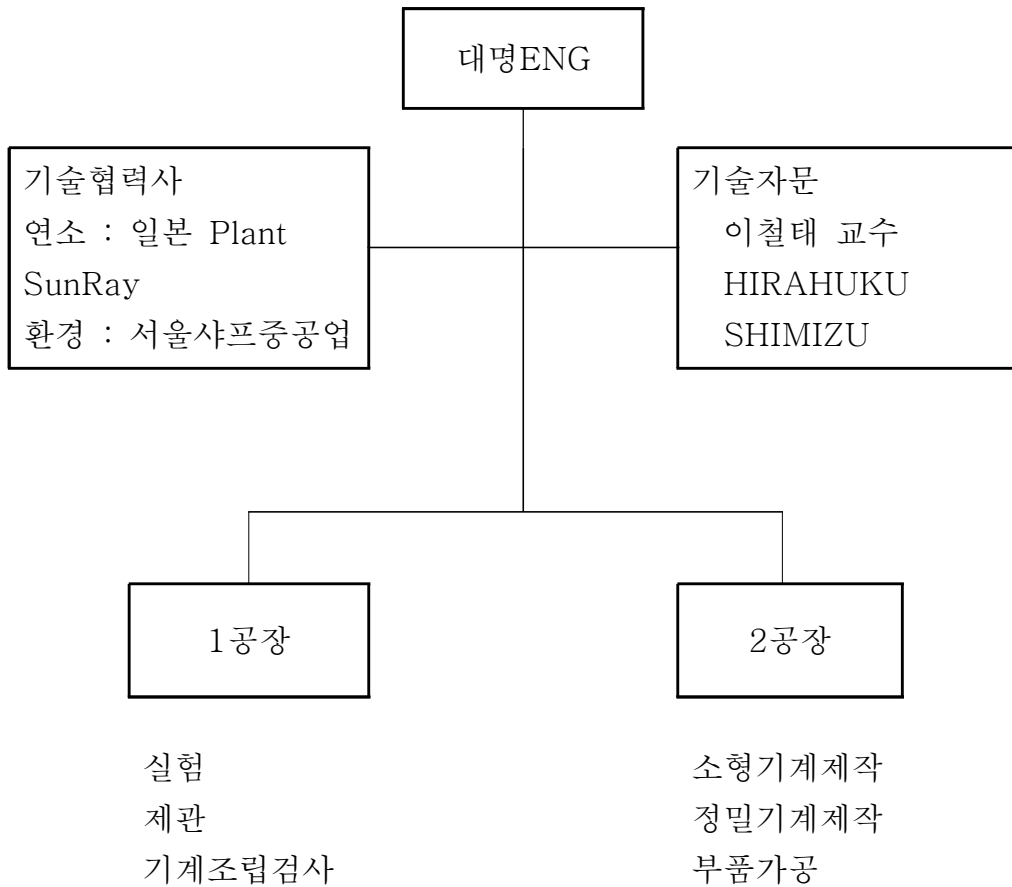 대명ENG
기술협력사
연소 : 일본 Plant
SunRay
환경 : 서울샤프중공업
기술자문
이철태 교수
HIRAHUKU
SHIMIZU
1공장
2공장
실험
제관
기계조립검사
소형기계제작
정밀기계제작
부품가공